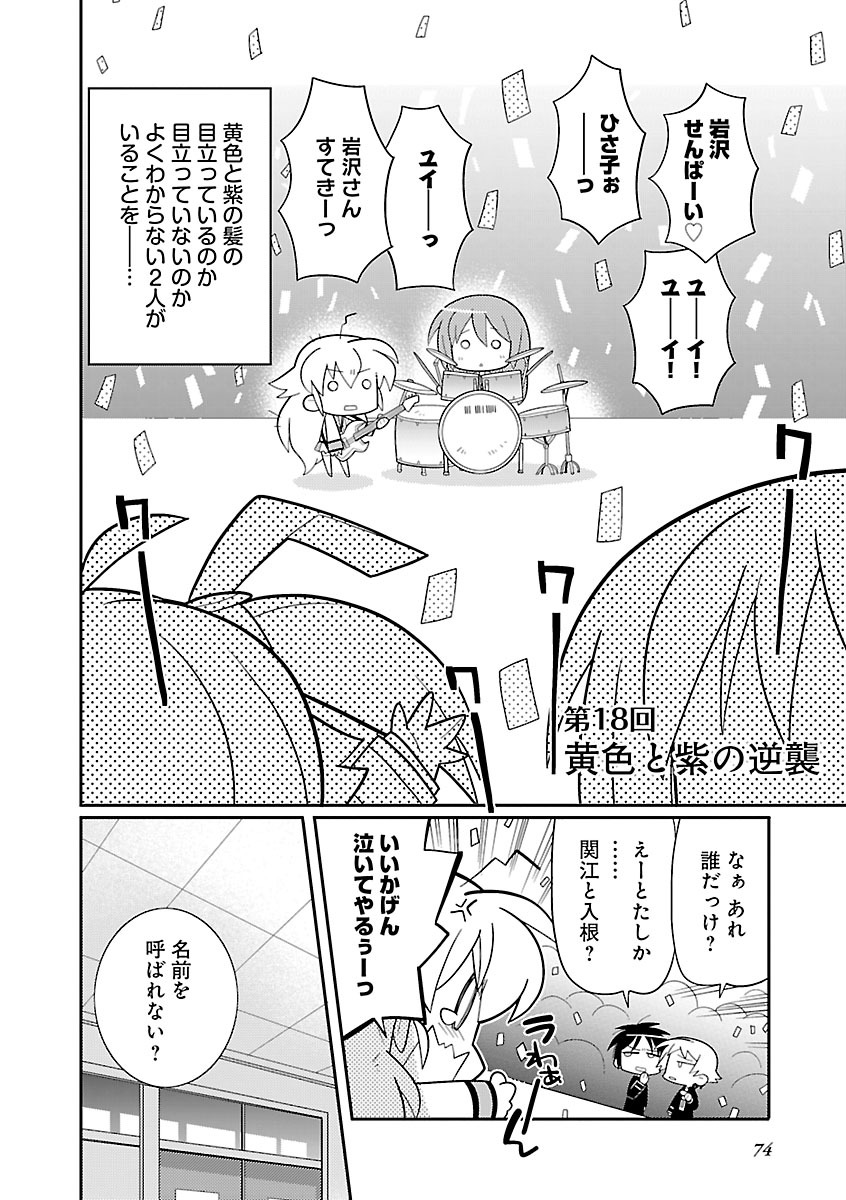 岩沢
せんぱーい♡
ユーイ！
ユーイ！
ひさ子ぉ
ーーっ
ユイーーっ
岩沢さん
すてきーっ
黄色と紫の髪の
目立っているのか
目立っていないのか
よくわからない2人が
いることを――…
ワ
ワ
ワ
第18回
黄色と紫の逆襲
なぁ あれ
誰だっけ？
えーとたしか
……
関江と入根？
いいかげん
泣いてやるぅーっ
うわぁ
名前を
呼ばれない？
74